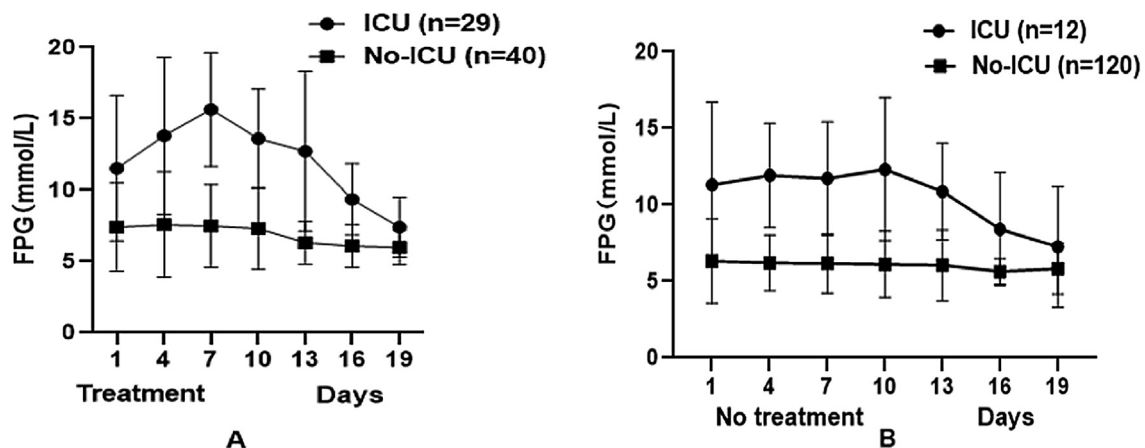 ICU (n=29)
No-ICU (n=40)
20
15
10
5
0
FPG (mmol/L)
1 4 7 10 13 16 19
Treatment Days
A
ICU (n=12)
No-ICU (n=120)
20
15
10
5
0
FPG (mmol/L)
1 4 7 10 13 16 19
No treatment Days
B